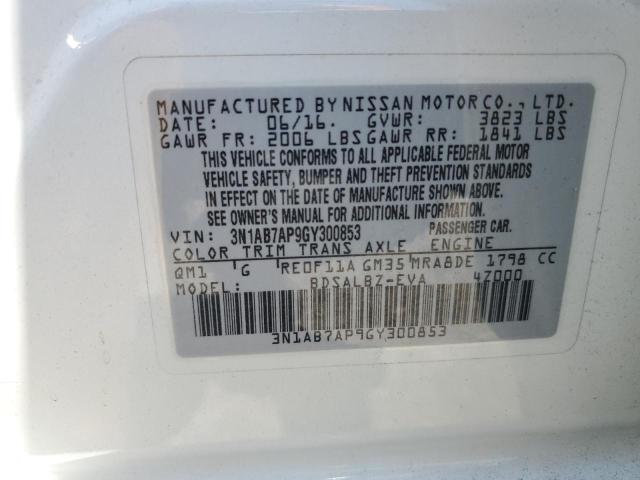 MANUFACTURED BY NISSAN MOTOR CO., LTD.
DATE: 06/16. GVWR: 3823 LBS
GAWR FR: 2006 LBS GAWR RR: 1841 LBS
THIS VEHICLE CONFORMS TO ALL APPLICABLE FEDERAL MOTOR
VEHICLE SAFETY, BUMPER AND THEFT PREVENTION STANDARDS
IN EFFECT ON THE DATE OF MANUFACTURE SHOWN ABOVE.
SEE OWNER'S MANUAL FOR ADDITIONAL INFORMATION.
VIN: 3N1AB7AP9GY300853 PASSENGER CAR.
COLOR TRIM TRANS AXLE ENGINE
QM1 G RE0F11A GM35 MRA8DE 1798 CC
MODEL: BDSALBZ-EVA 4Z000
3N1AB7AP9GY300853